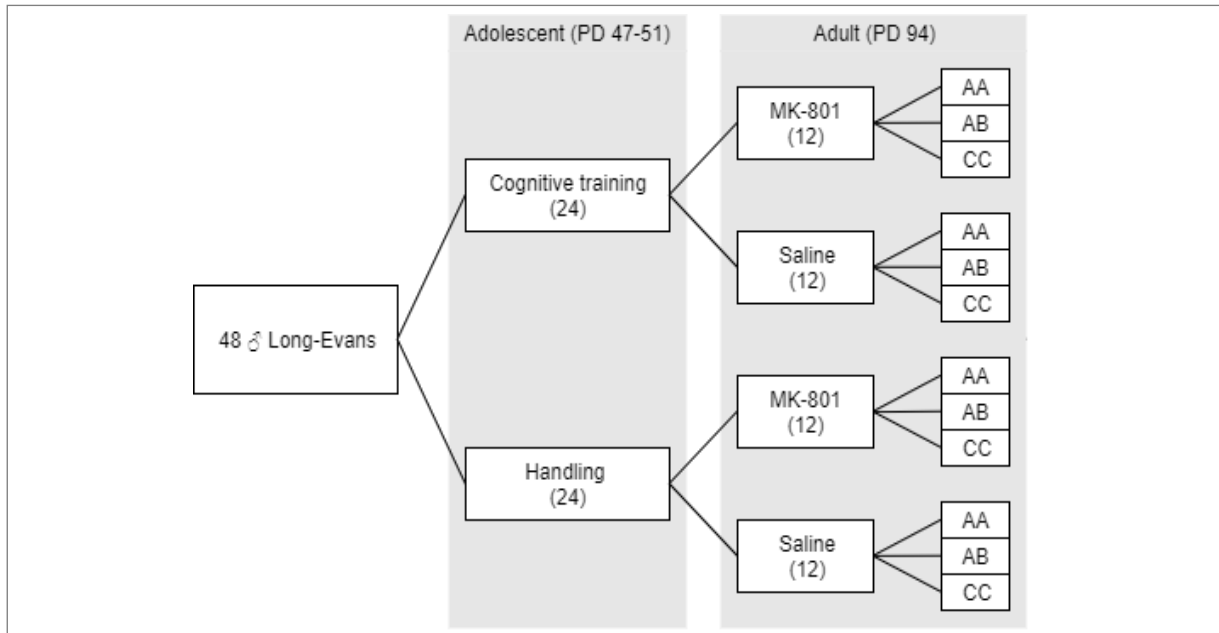 Adolescent (PD 47-51)
Adult (PD 94)
48 ♂ Long-Evans
Cognitive training
(24)
MK-801
(12)
AA
AB
CC
Saline
(12)
AA
AB
CC
Handling
(24)
MK-801
(12)
AA
AB
CC
Saline
(12)
AA
AB
CC